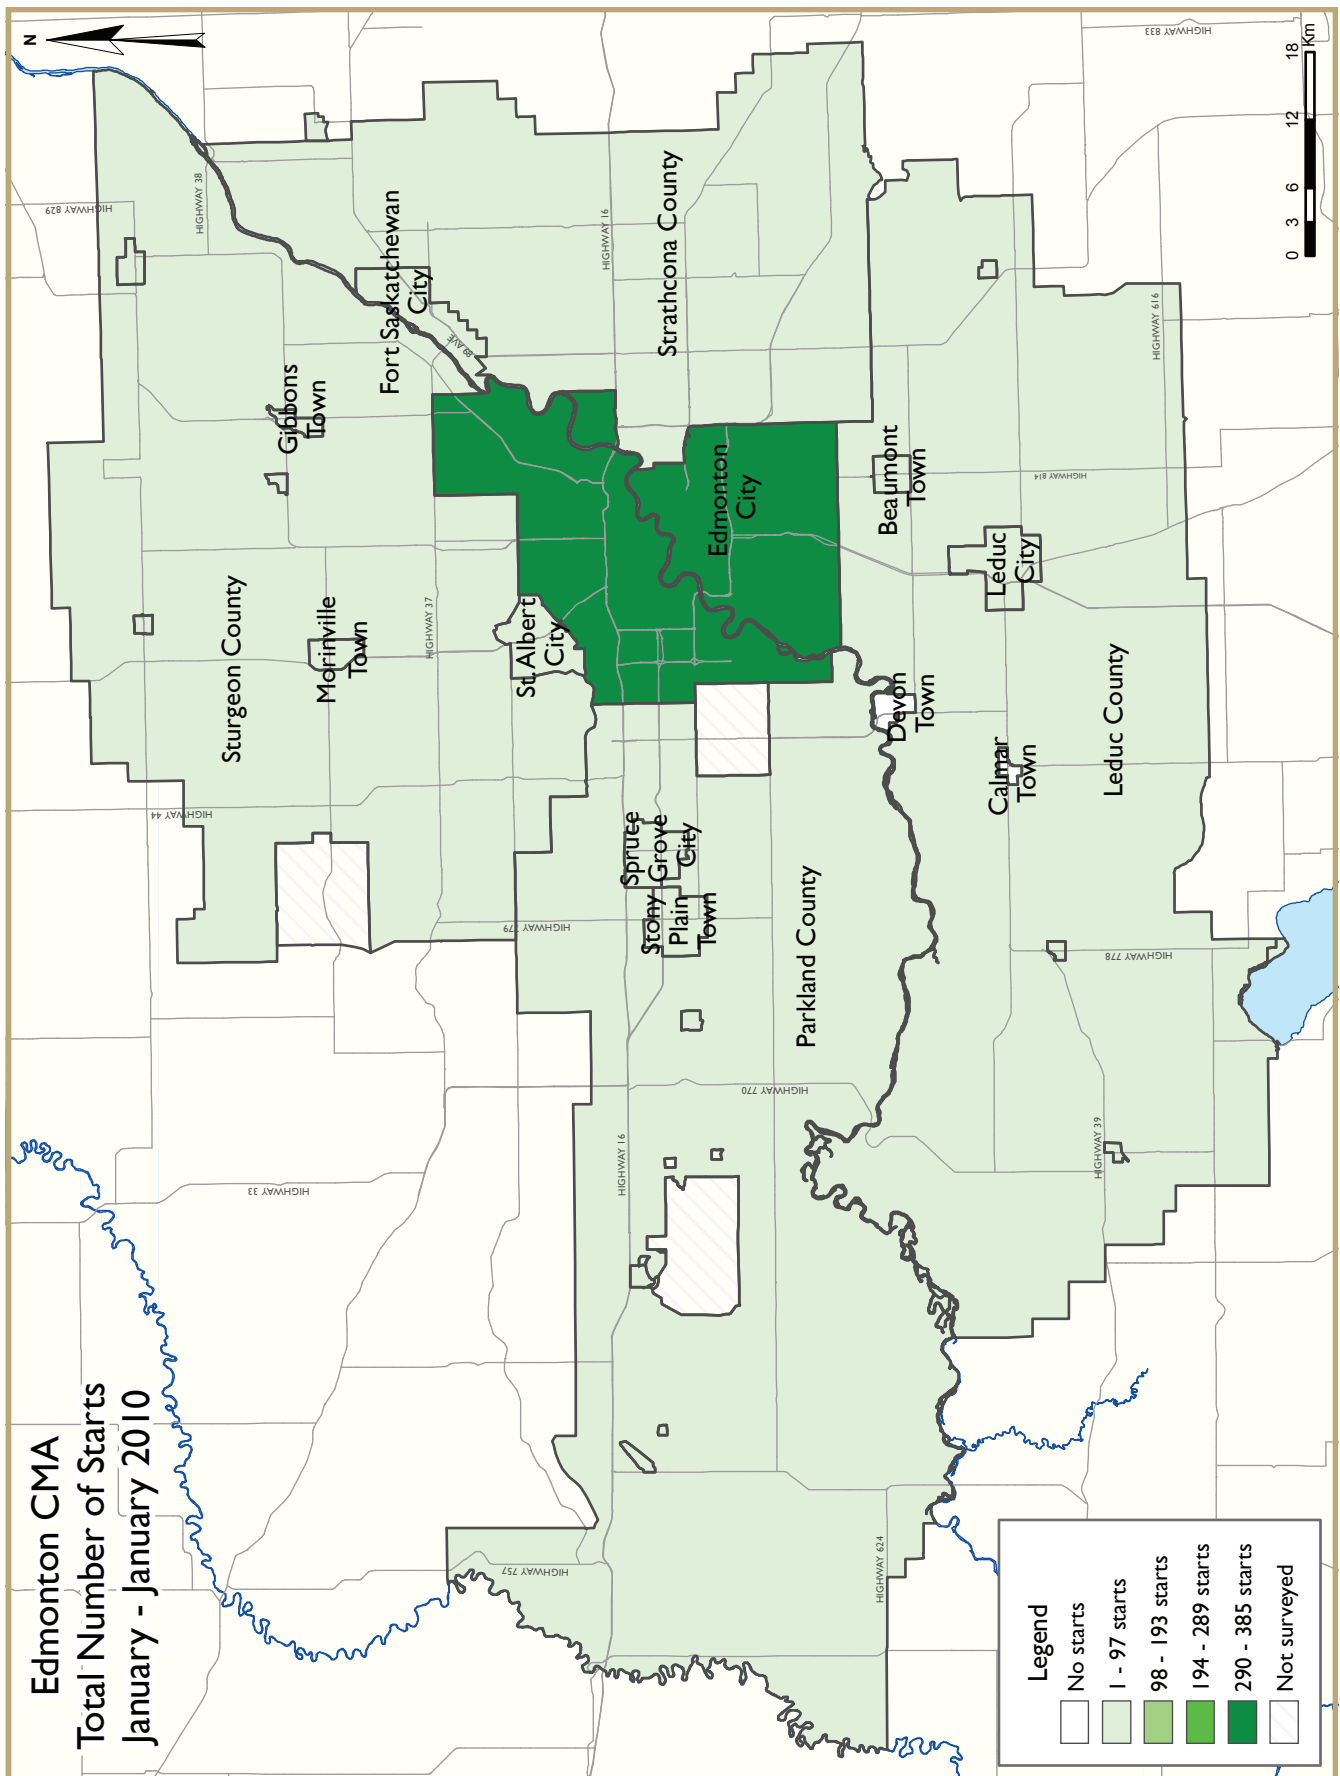 Edmonton CMA
Total Number of Starts
January - January 2010
N
HIGHWAY 757
HIGHWAY 33
HIGHWAY 779
HIGHWAY 44
HIGHWAY 37
HIGHWAY 829
HIGHWAY 38
HIGHWAY 833
Sturgeon County
Morinville
Town
Gibbons
Town
Fort Saskatchewan
City
89 AVE
St. Albert
City
HIGHWAY 16
HIGHWAY 16
Strathcona County
Stony
Plain
Town
Spruce
Grove
City
Edmonton
City
HIGHWAY 770
Parkland County
HIGHWAY 624
Devon
Town
Beaumont
Town
Calmar
Town
Leduc
City
HIGHWAY 814
HIGHWAY 39
HIGHWAY 778
Leduc County
HIGHWAY 616
Legend
No starts
1 - 97 starts
98 - 193 starts
194 - 289 starts
290 - 385 starts
Not surveyed
0 3 6 12 18
Km